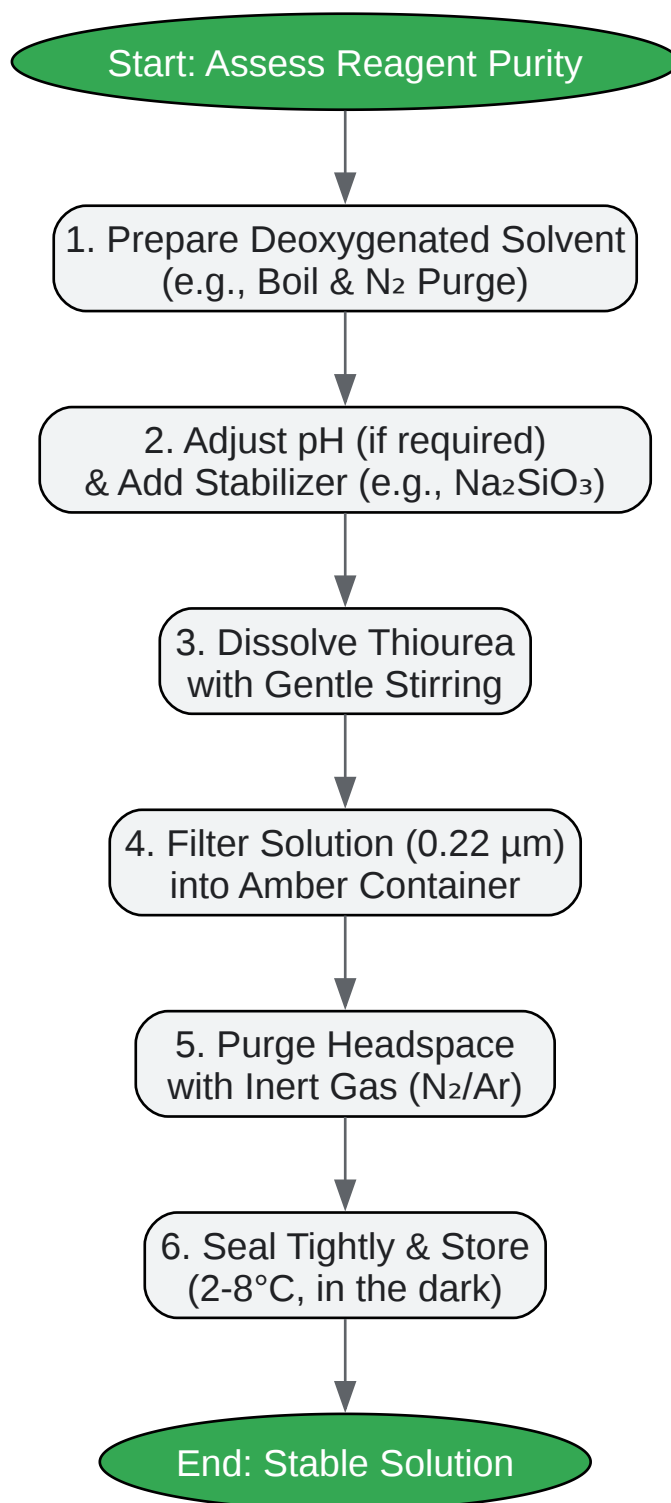 Start: Assess Reagent Purity
1. Prepare Deoxygenated Solvent
(e.g., Boil & N₂ Purge)
2. Adjust pH (if required)
& Add Stabilizer (e.g., Na₂SiO₃)
3. Dissolve Thiourea
with Gentle Stirring
4. Filter Solution (0.22 µm)
into Amber Container
5. Purge Headspace
with Inert Gas (N₂/Ar)
6. Seal Tightly & Store
(2-8°C, in the dark)
End: Stable Solution